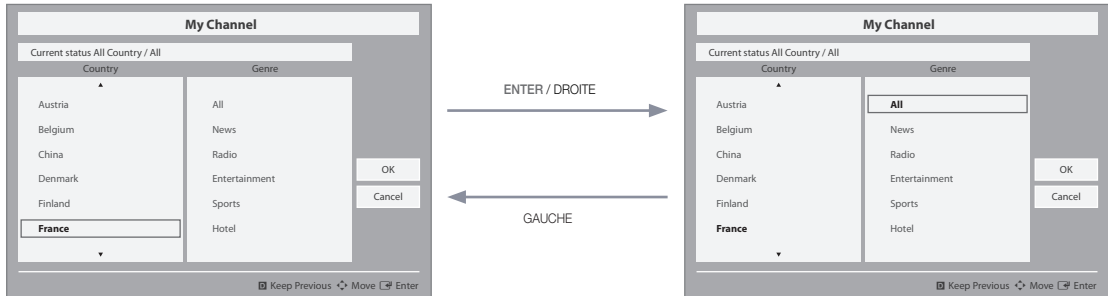 My Channel
Current status All Country / All
Country Genre
▲
Austria All
Belgium News
China Radio
Denmark Entertainment
Finland Sports
France Hotel
▼
OK
Cancel
D Keep Previous Move Enter
ENTER / DROITE
GAUCHE
My Channel
Current status All Country / All
Country Genre
▲
Austria All
Belgium News
China Radio
Denmark Entertainment
Finland Sports
France Hotel
▼
OK
Cancel
D Keep Previous Move Enter